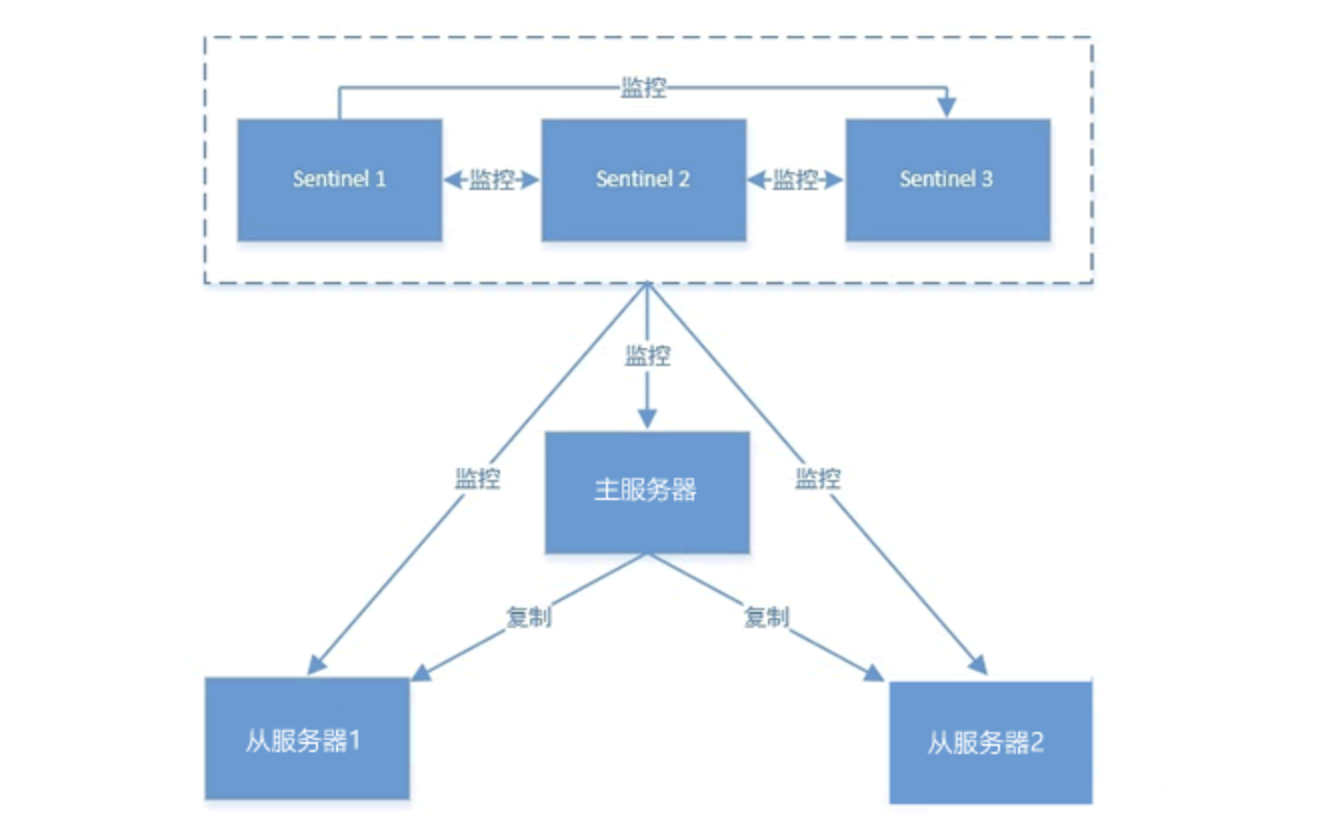 监控
Sentinel 1
监控
Sentinel 2
监控
Sentinel 3
监控
监控
监控
主服务器
复制
复制
从服务器1
从服务器2